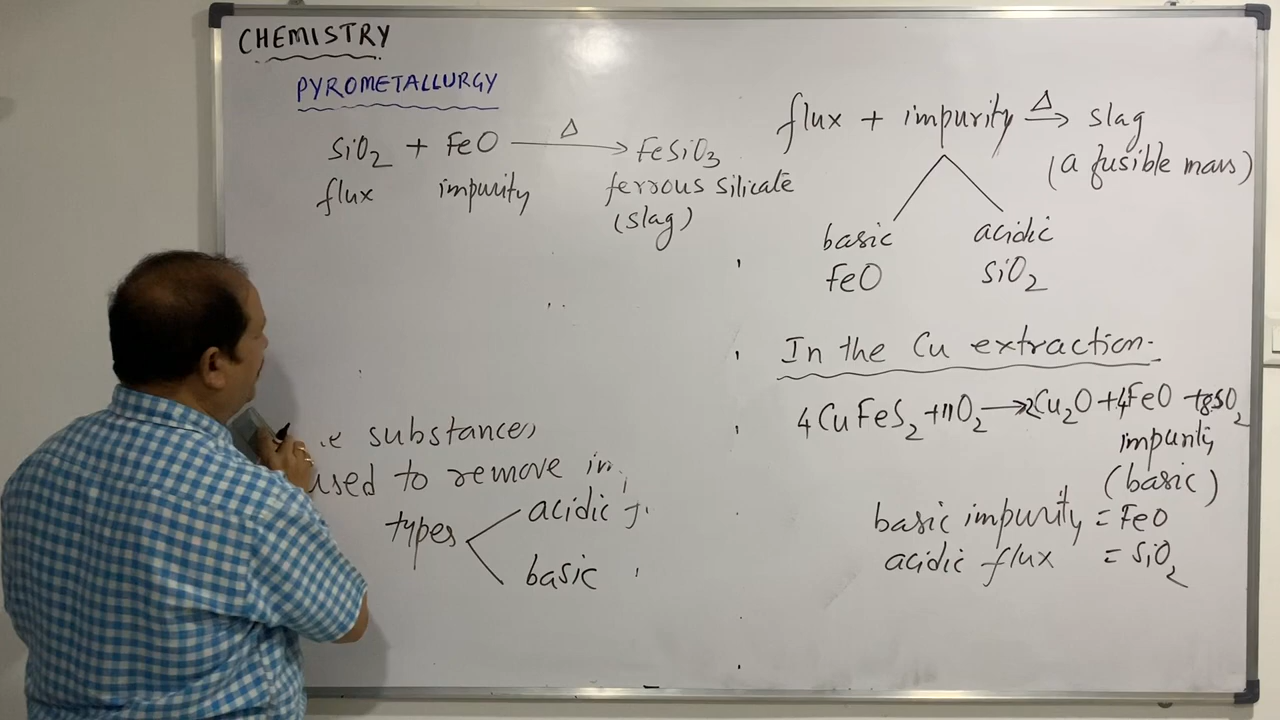 CHEMISTRY
PYROMETALLURGY
SiO₂ + FeO —Δ→ FeSiO₃
flux impurity ferrous silicate
(slag)
substances
used to remove
types acidic
basic
flux + impurity —Δ→ slag
(a fusible mass)
basic acidic
FeO SiO₂
In the Cu extraction-
4CuFeS₂ + 11O₂ → 2Cu₂O + 4FeO + 8SO₂
impurity
(basic)
basic impurity = FeO
acidic flux = SiO₂